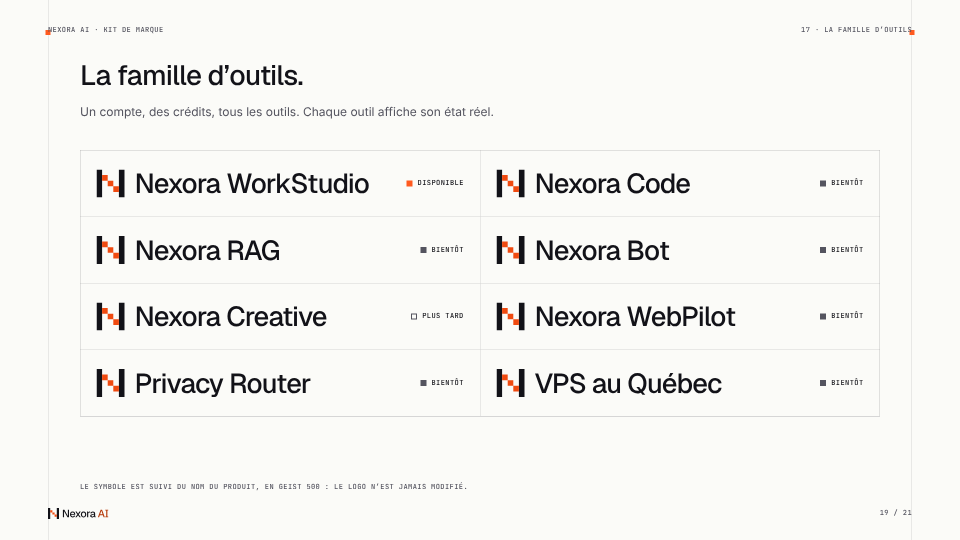 NEXORA AI · KIT DE MARQUE
17 · LA FAMILLE D’OUTILS
La famille d’outils.
Un compte, des crédits, tous les outils. Chaque outil affiche son état réel.
Nexora WorkStudio
DISPONIBLE
Nexora Code
BIENTÔT
Nexora RAG
BIENTÔT
Nexora Bot
BIENTÔT
Nexora Creative
PLUS TARD
Nexora WebPilot
BIENTÔT
Privacy Router
BIENTÔT
VPS au Québec
BIENTÔT
LE SYMBOLE EST SUIVI DU NOM DU PRODUIT, EN GEIST 500 : LE LOGO N’EST JAMAIS MODIFIÉ.
Nexora AI
19 / 21